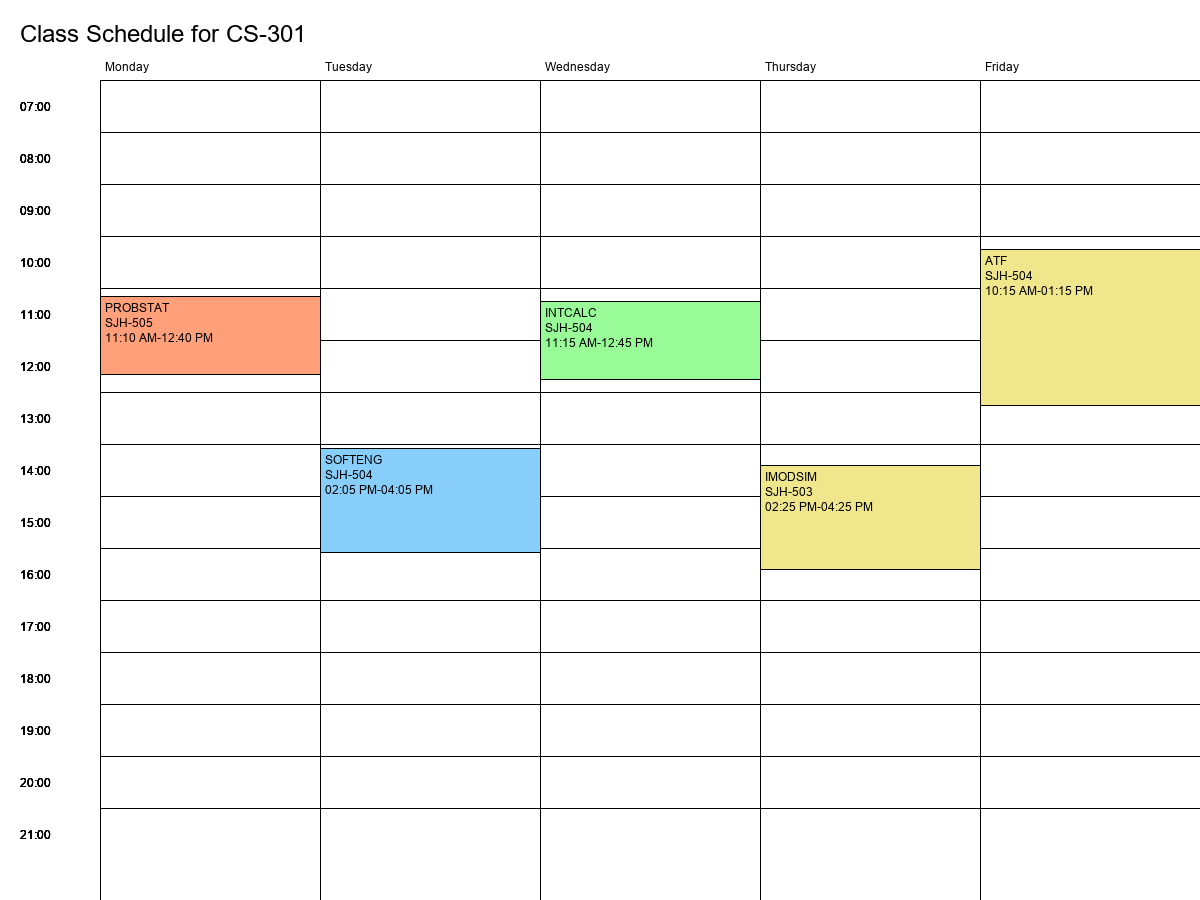 Class Schedule for CS-301
Monday
Tuesday
Wednesday
Thursday
Friday
07:00
08:00
09:00
10:00
11:00
12:00
13:00
14:00
15:00
16:00
17:00
18:00
19:00
20:00
21:00
PROBSTAT
SJH-505
11:10 AM-12:40 PM
SOFTENG
SJH-504
02:05 PM-04:05 PM
INTCALC
SJH-504
11:15 AM-12:45 PM
IMODSIM
SJH-503
02:25 PM-04:25 PM
ATF
SJH-504
10:15 AM-01:15 PM